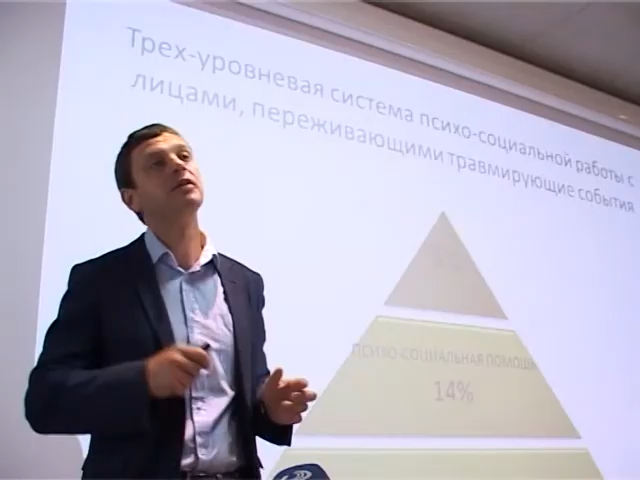 Трех-уровневая система психо-социальной работы с
лицами, переживающими травмирующие события
ПСИХО-СОЦИАЛЬНАЯ ПОМОЩЬ
14%